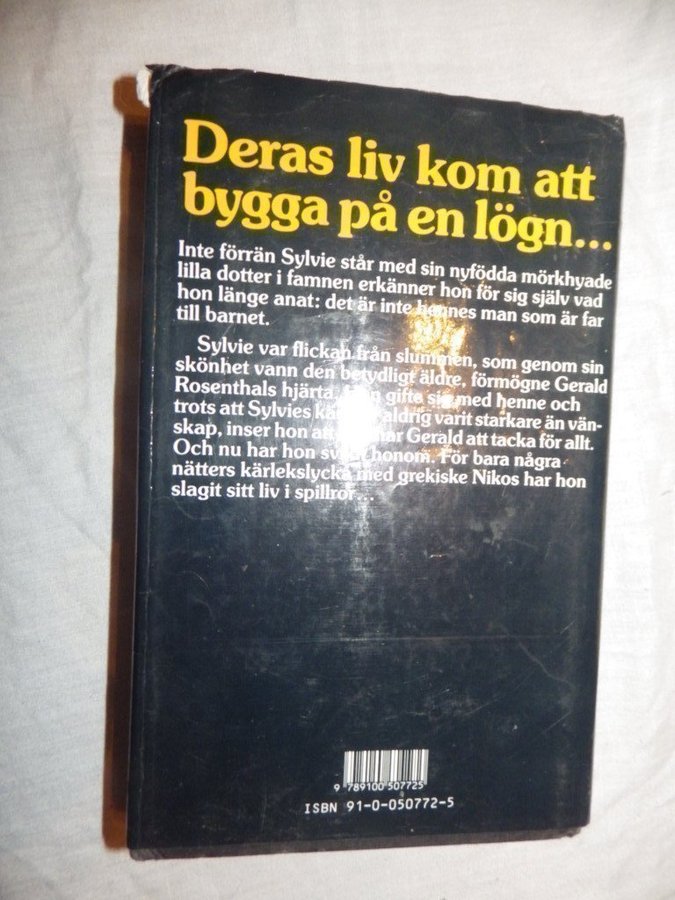 Deras liv kom att
bygga på en lögn...
Inte förrän Sylvie står med sin nyfödda mörkhyade
lilla dotter i famnen erkänner hon för sig själv vad
hon länge anat: det är inte hennes man som är far
till barnet.
Sylvie var flickan från slummen, som genom sin
skönhet vann den betydligt äldre, förmögne Gerald
Rosenthals hjärta. Han gifte sig med henne och
trots att Sylvies aldrig varit starkare än vän-
skap, inser hon att har Gerald att tacka för allt.
Och nu har hon honom. För bara några
nätters kärlekslycka med grekiske Nikos har hon
slagit sitt liv i spillror...
9 789100 507725
ISBN 91-0-050772-5